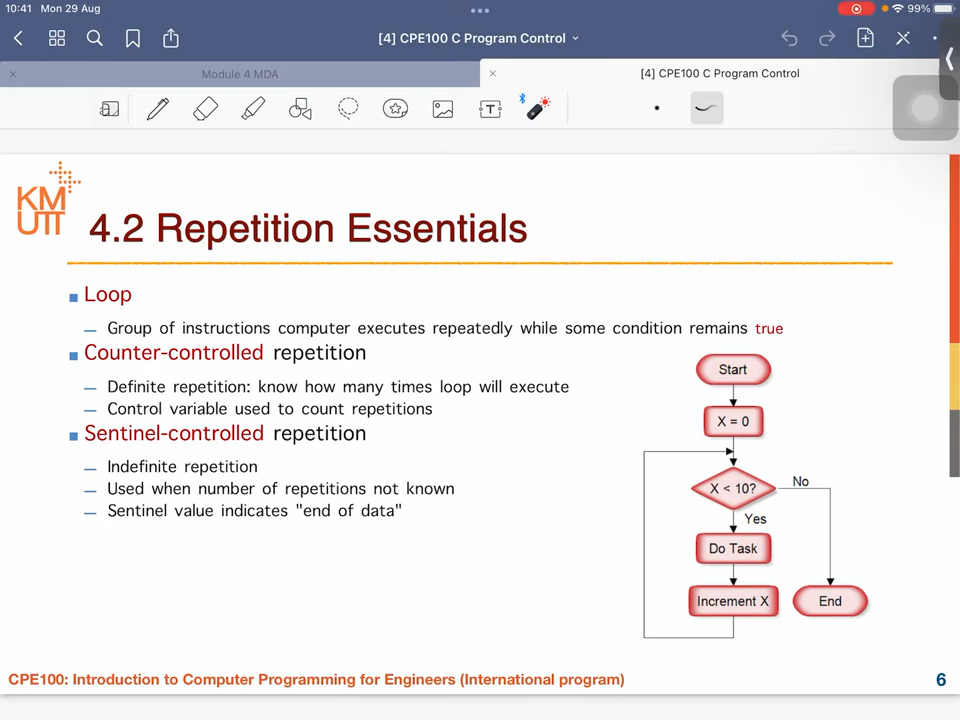 10:41 Mon 29 Aug
99%
[4] CPE100 C Program Control
Module 4 MDA
[4] CPE100 C Program Control
T
KM
UTT
4.2 Repetition Essentials
Loop
Group of instructions computer executes repeatedly while some condition remains true
Counter-controlled repetition
Definite repetition: know how many times loop will execute
Control variable used to count repetitions
Sentinel-controlled repetition
Indefinite repetition
Used when number of repetitions not known
Sentinel value indicates "end of data"
Start
X = 0
X < 10?
No
Yes
Do Task
Increment X
End
CPE100: Introduction to Computer Programming for Engineers (International program)
6